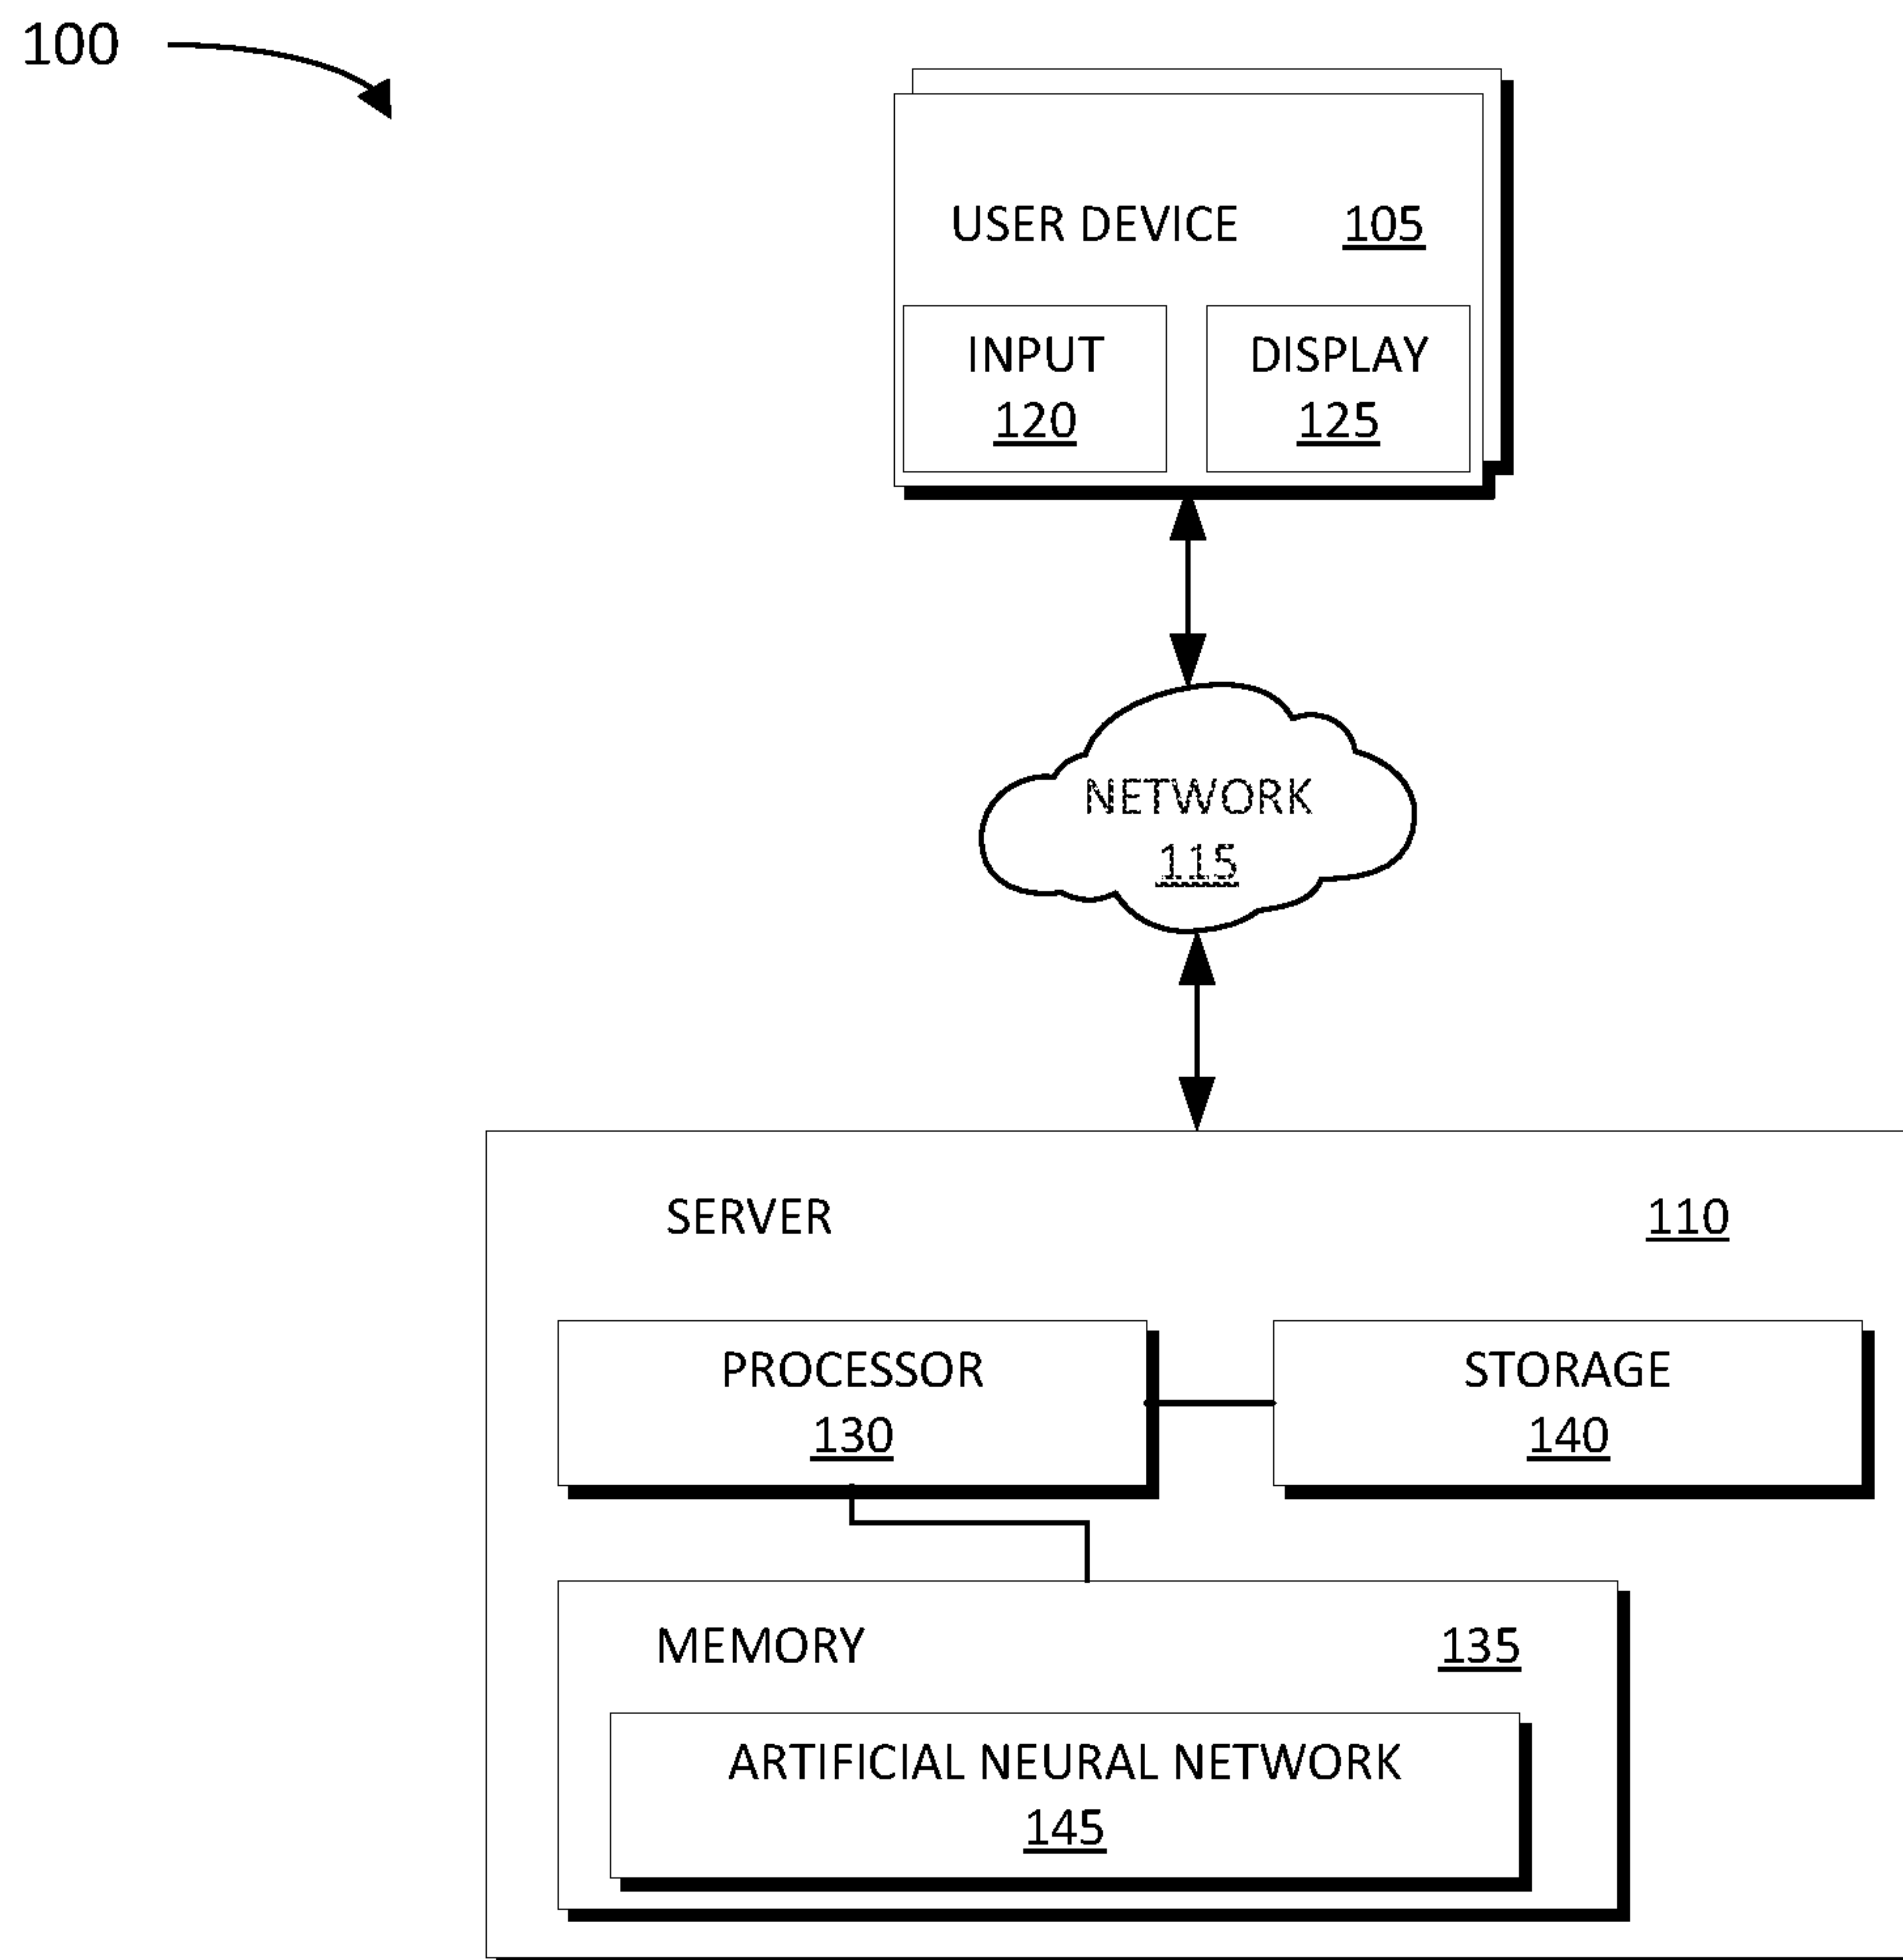 100
USER DEVICE 105
INPUT
120
DISPLAY
125
NETWORK
115
SERVER 110
PROCESSOR
130
STORAGE
140
MEMORY 135
ARTIFICIAL NEURAL NETWORK
145